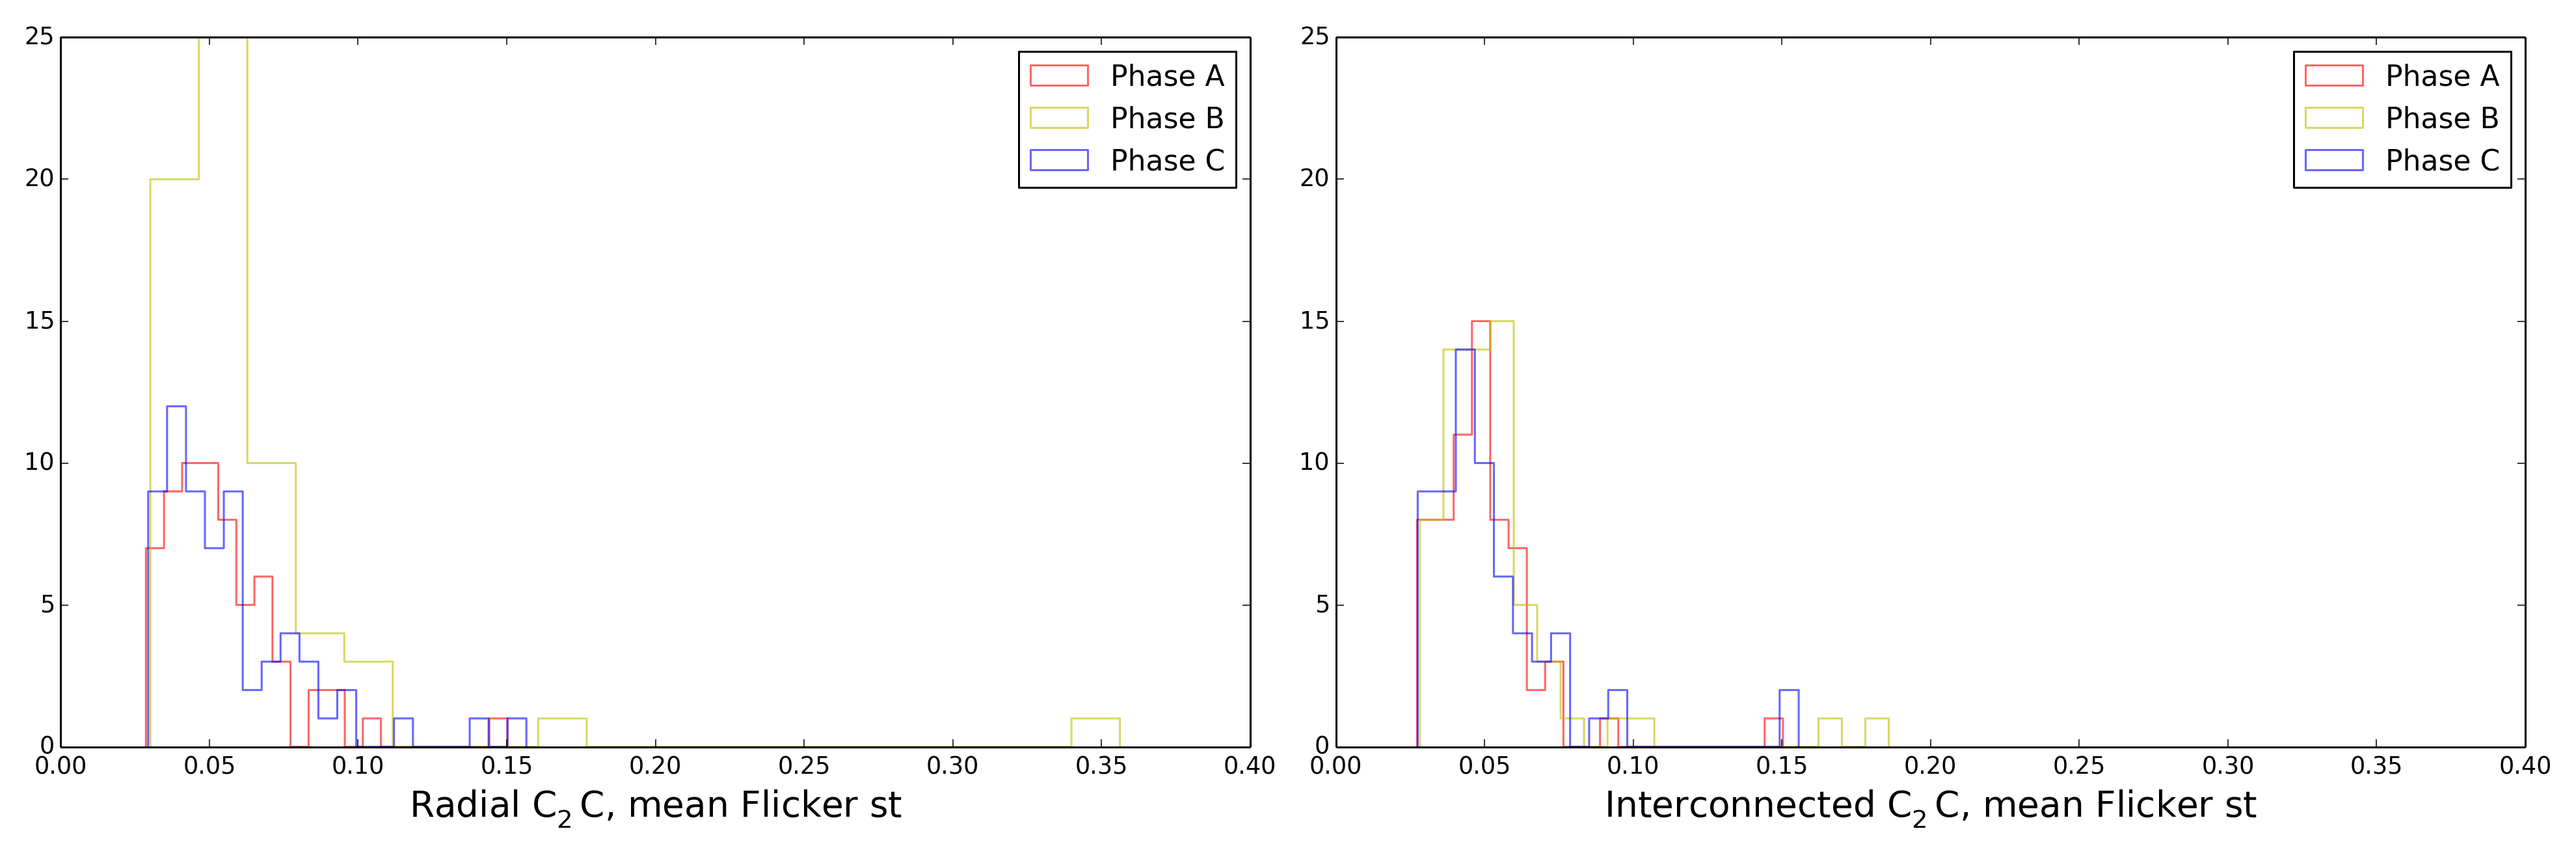 25
20
15
10
5
0
0.00 0.05 0.10 0.15 0.20 0.25 0.30 0.35 0.40
Phase A
Phase B
Phase C
Radial C₂ C, mean Flicker st
25
20
15
10
5
0
0.00 0.05 0.10 0.15 0.20 0.25 0.30 0.35 0.40
Phase A
Phase B
Phase C
Interconnected C₂ C, mean Flicker st